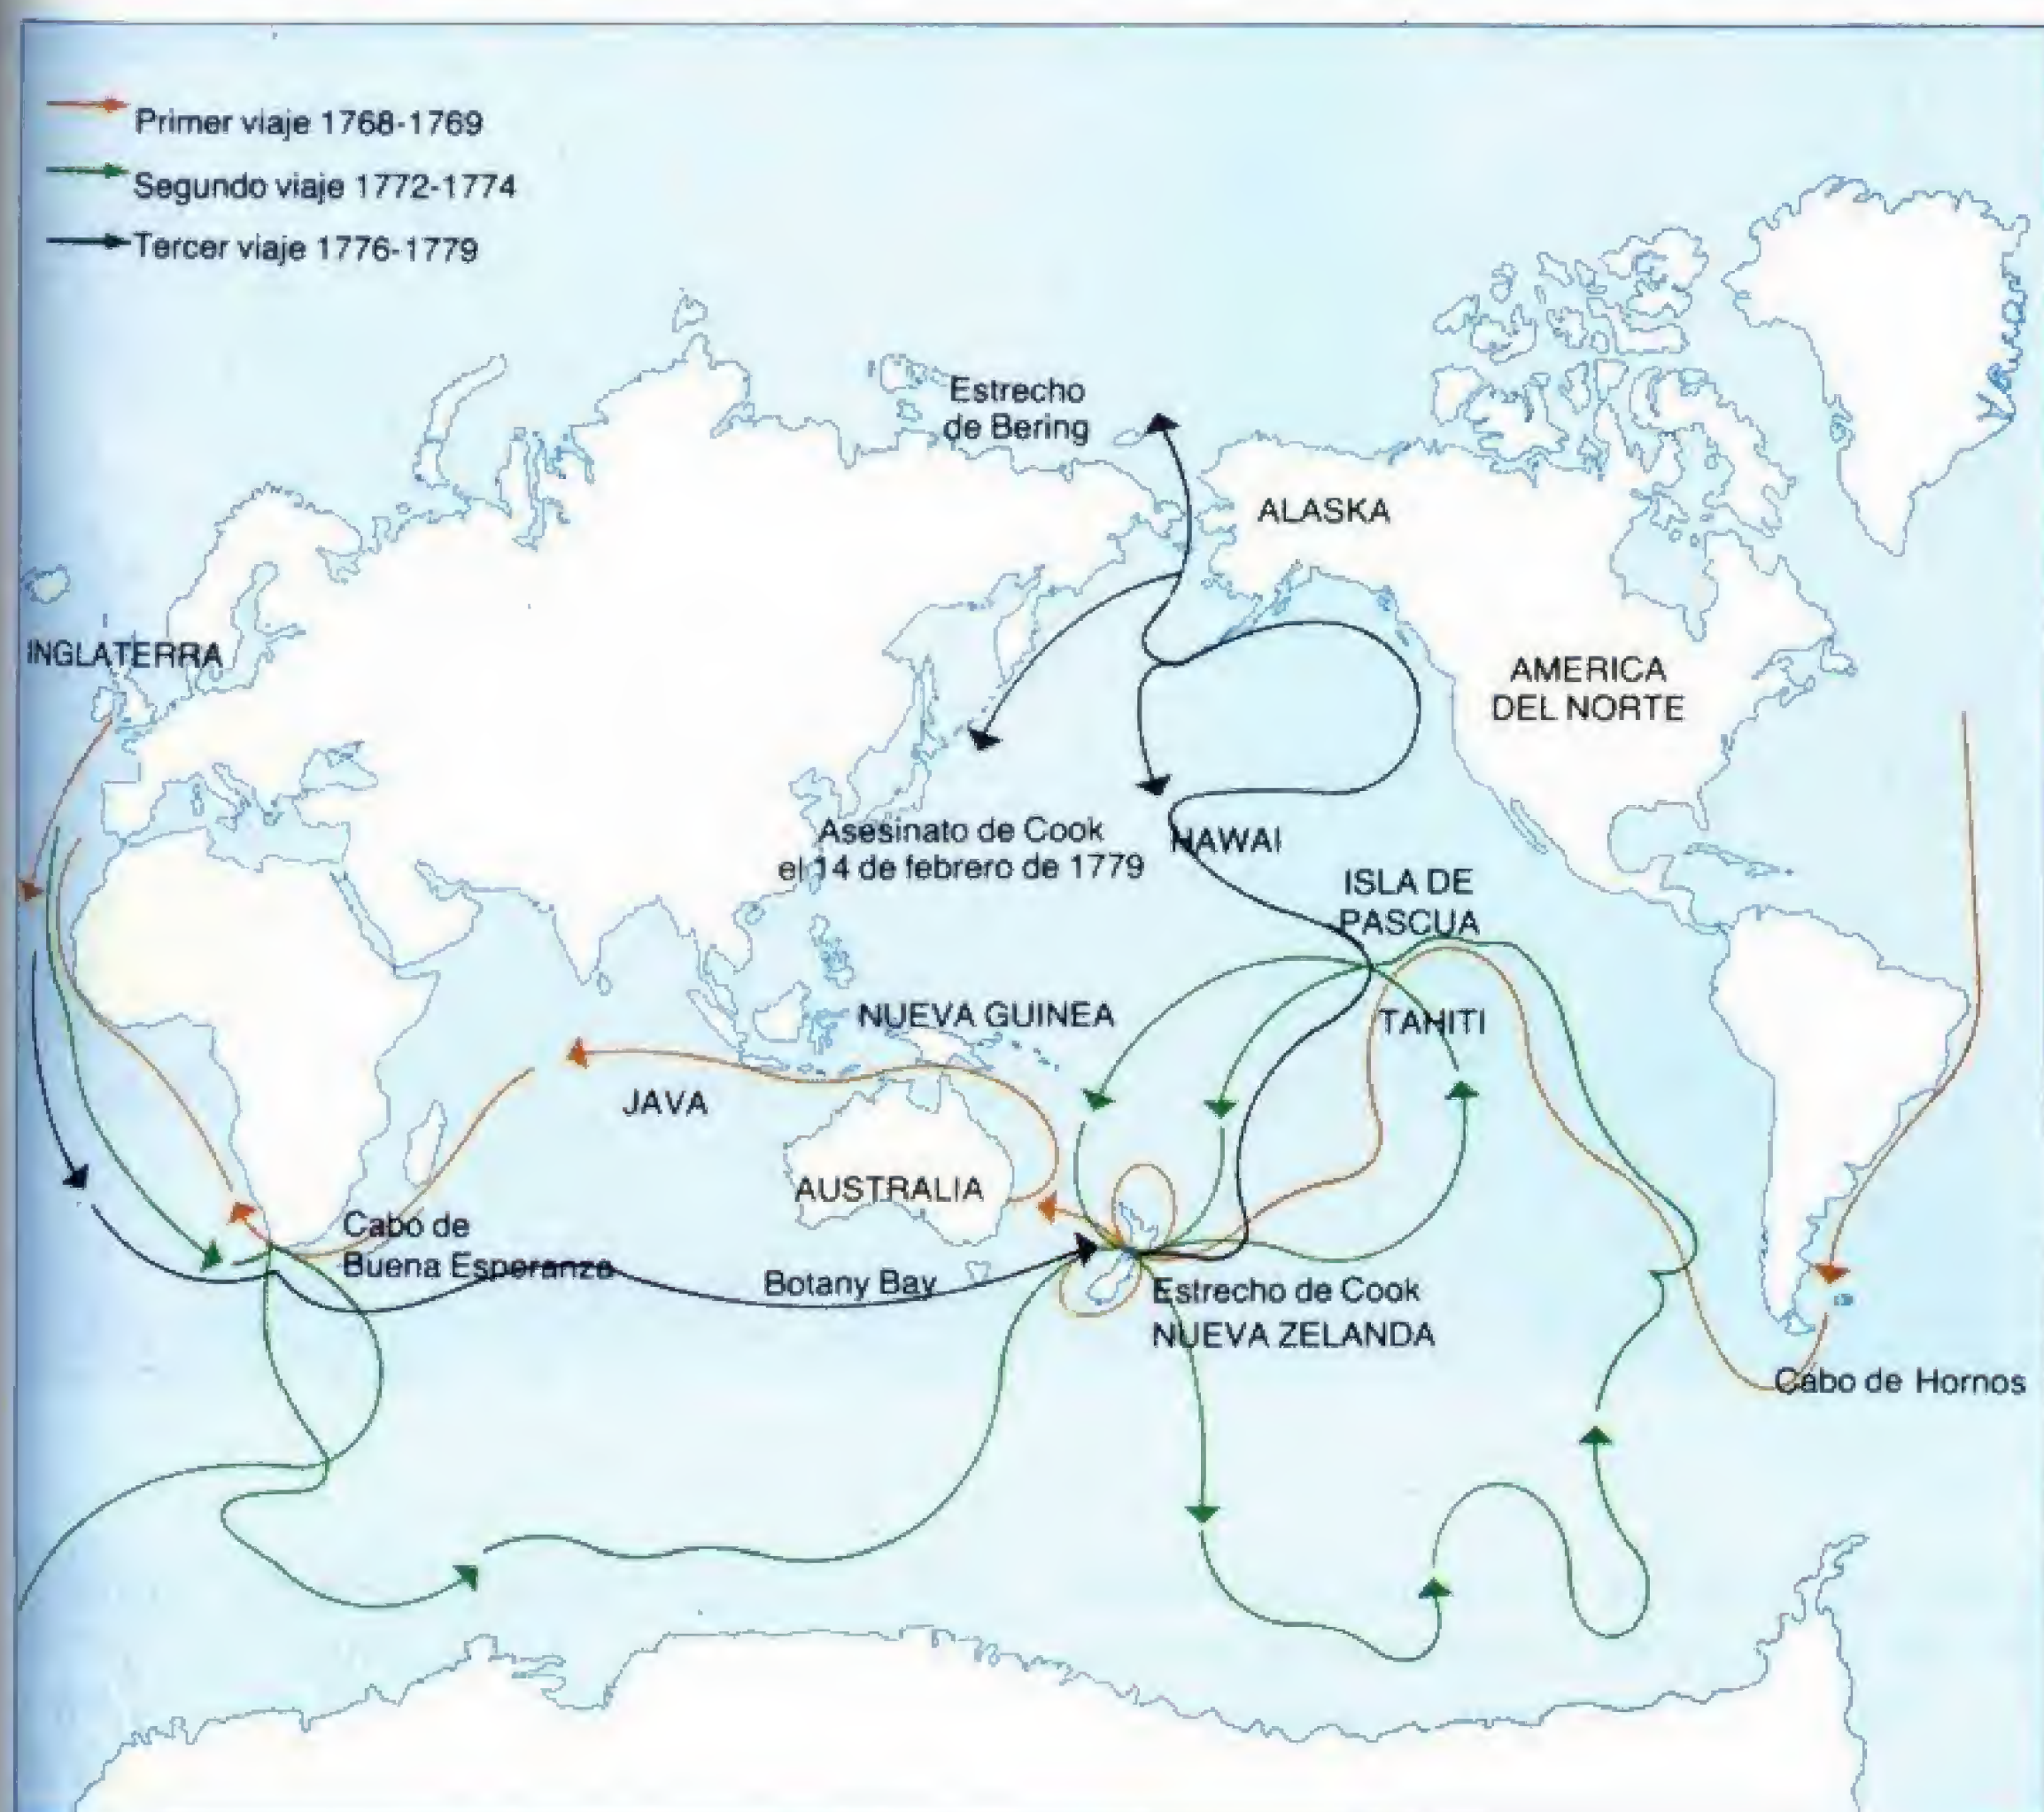 Primer viaje 1768-1769
Segundo viaje 1772-1774
Tercer viaje 1776-1779
Estrecho
de Bering
ALASKA
INGLATERRA
AMERICA
DEL NORTE
Asesinato de Cook
el 14 de febrero de 1779
HAWAI
ISLA DE
PASCUA
NUEVA GUINEA
TAHITI
JAVA
AUSTRALIA
Cabo de
Buena Esperanza
Botany Bay
Estrecho de Cook
NUEVA ZELANDA
Cabo de Hornos